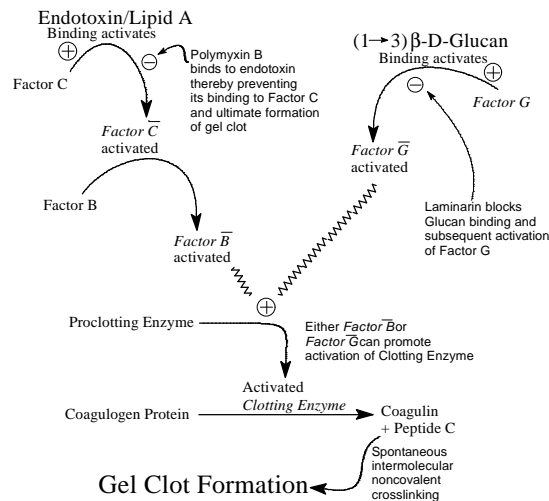 Endotoxin/Lipid A
Binding activates
+
Factor C
−
Polymyxin B
binds to endotoxin
thereby preventing
its binding to Factor C
and ultimate formation
of gel clot
Factor C̅
activated
Factor B
Factor B̅
activated
(1→3) β-D-Glucan
Binding activates
+
−
Factor G
Factor G̅
activated
Laminarin blocks
Glucan binding and
subsequent activation
of Factor G
+
Proclotting Enzyme
Either Factor B̅or
Factor G̅can promote
activation of Clotting Enzyme
Activated
Clotting Enzyme
Coagulogen Protein
Coagulin
+ Peptide C
Spontaneous
intermolecular
noncovalent
crosslinking
Gel Clot Formation